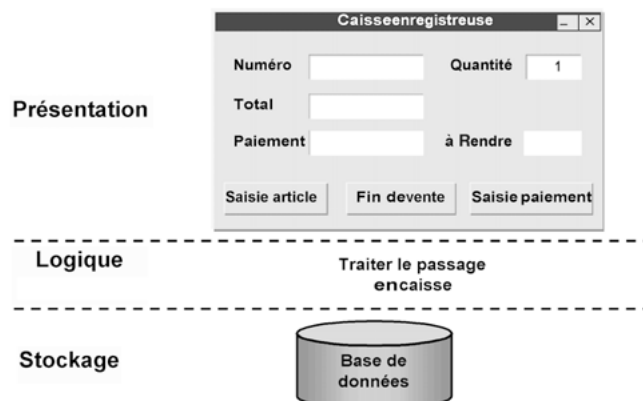 Caisseenregistreuse
Numéro
Quantité
1
Total
Présentation
Paiement
à Rendre
Saisie article
Fin devente
Saisie paiement
Logique
Traiter le passage
encaisse
Stockage
Base de
données